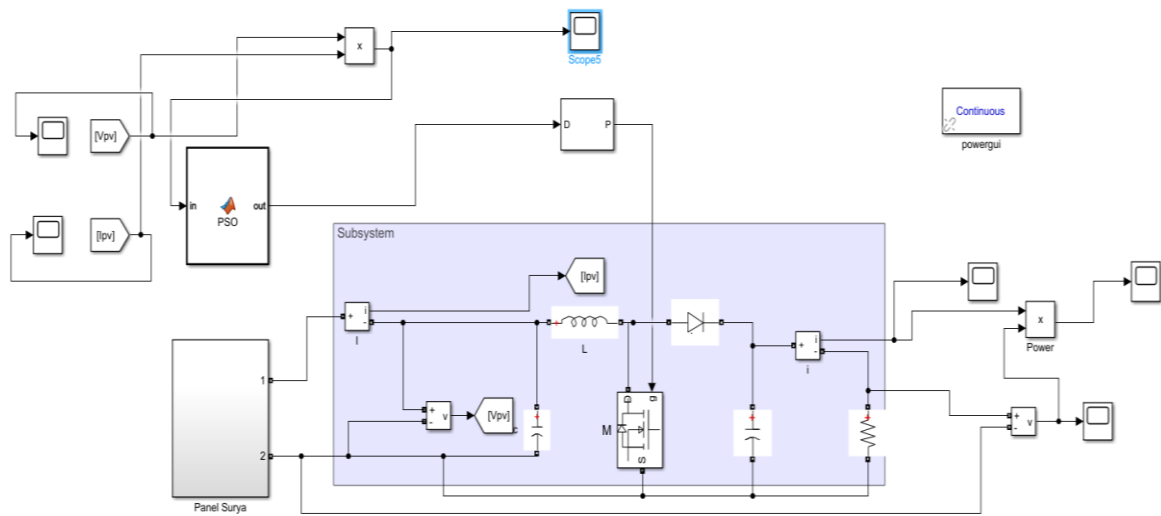 x
Scope5
[Vpv]
in
PSO
out
[Ipv]
D
P
Continuous
powergui
Subsystem
[Ipv]
i
+
-
I
+
L
D
g
M
S
+
-
v
[Vpv]
c
+
+
+
i
-
i
+
x
Power
+
-
v
1
2
Panel Surya